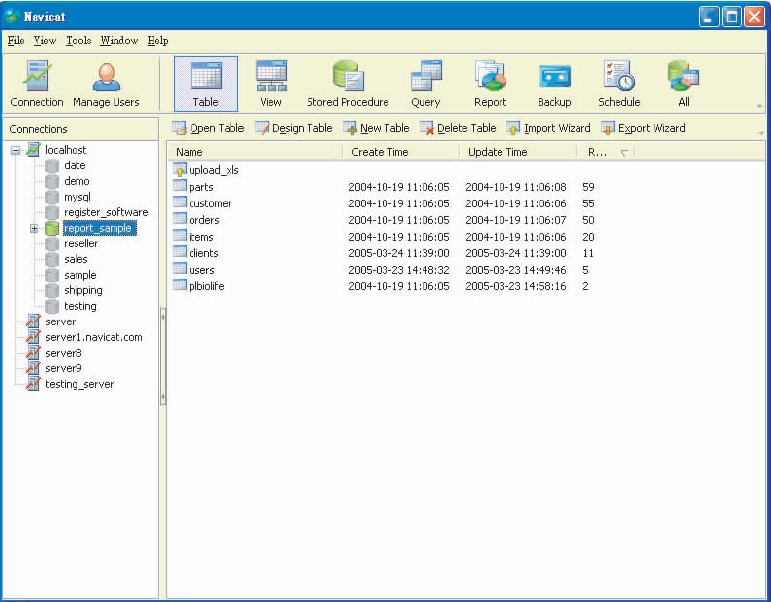 Navicat
File View Tools Window Help
Connection Manage Users Table View Stored Procedure Query Report Backup Schedule All
Connections
Open Table Design Table New Table Delete Table Import Wizard Export Wizard
Name Create Time Update Time R...
localhost
date
demo
mysql
register_software
report_sample
reseller
sales
sample
shipping
testing
server
server1.navicat.com
server8
server9
testing_server
upload_xls
parts 2004-10-19 11:06:05 2004-10-19 11:06:08 59
customer 2004-10-19 11:06:05 2004-10-19 11:06:06 55
orders 2004-10-19 11:06:05 2004-10-19 11:06:07 50
items 2004-10-19 11:06:05 2004-10-19 11:06:06 20
clients 2005-03-24 11:39:00 2005-03-24 11:39:00 11
users 2005-03-23 14:48:32 2005-03-23 14:49:46 5
plbiolife 2004-10-19 11:06:05 2005-03-23 14:58:16 2